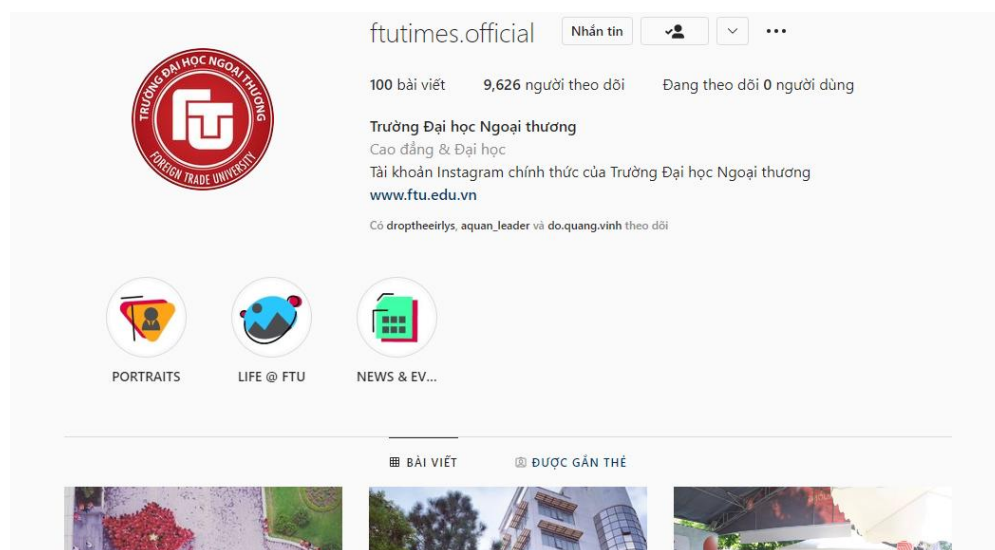 ftutimes.official Nhắn tin
TRƯỜNG ĐẠI HỌC NGOẠI THƯƠNG
FTU
FOREIGN TRADE UNIVERSITY
100 bài viết 9,626 người theo dõi Đang theo dõi 0 người dùng
Trường Đại học Ngoại thương
Cao đẳng & Đại học
Tài khoản Instagram chính thức của Trường Đại học Ngoại thương
www.ftu.edu.vn
Có droptheeirlys, aquan_leader và do.quang.vinh theo dõi
PORTRAITS LIFE @ FTU NEWS & EV...
BÀI VIẾT ĐƯỢC GẮN THẺ